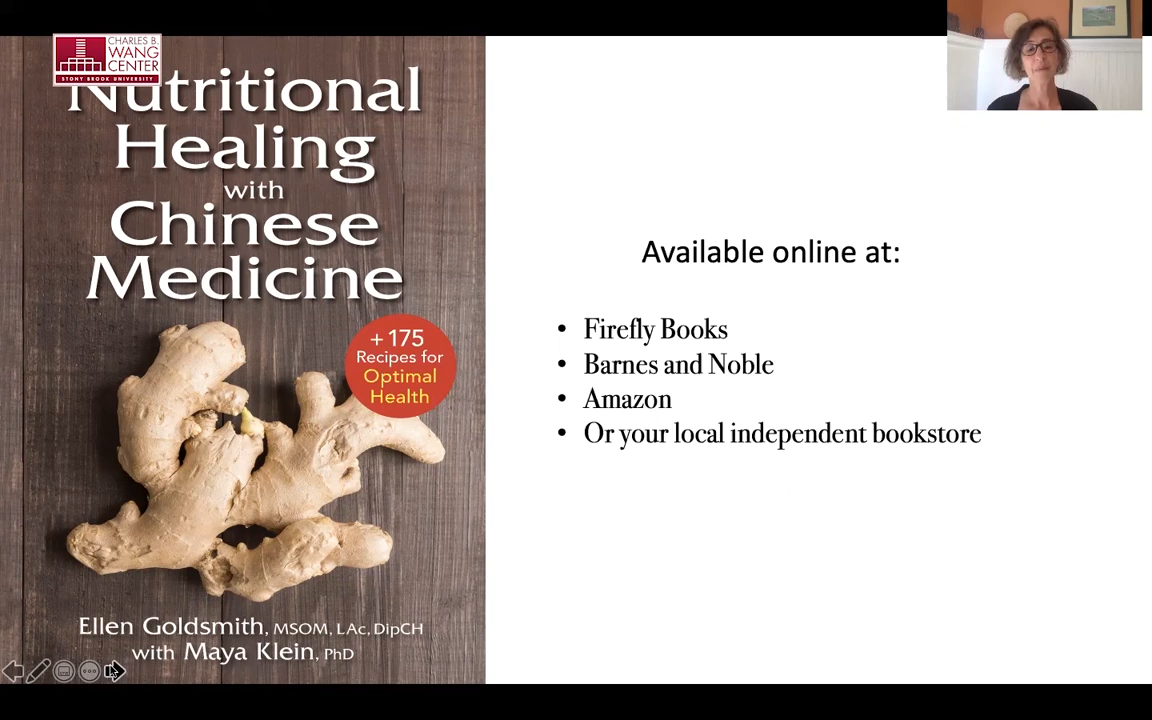 CHARLES B.
WANG
CENTER
STONY BROOK UNIVERSITY
Nutritional
Healing
with
Chinese
Medicine
+175
Recipes for
Optimal
Health
Ellen Goldsmith, MSOM, LAc, DipCH
with Maya Klein, PhD
Available online at:
• Firefly Books
• Barnes and Noble
• Amazon
• Or your local independent bookstore